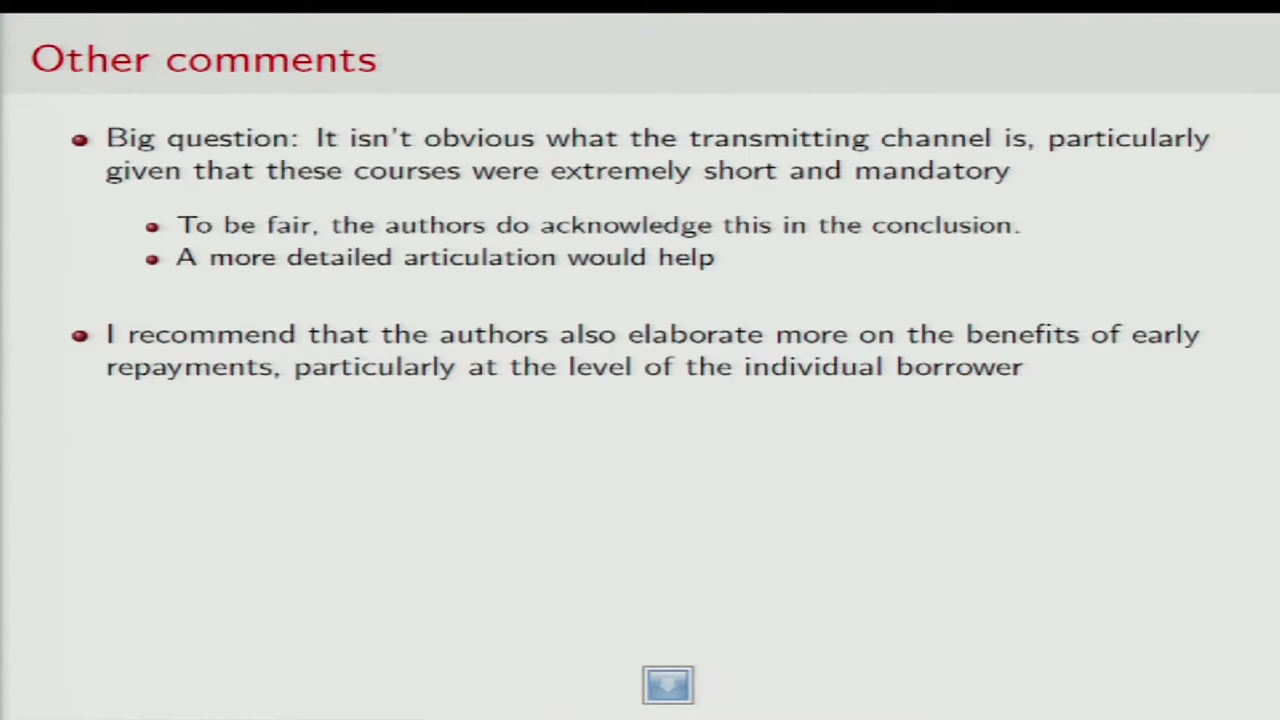 Other comments
Big question: It isn't obvious what the transmitting channel is, particularly
given that these courses were extremely short and mandatory
To be fair, the authors do acknowledge this in the conclusion.
A more detailed articulation would help
I recommend that the authors also elaborate more on the benefits of early
repayments, particularly at the level of the individual borrower